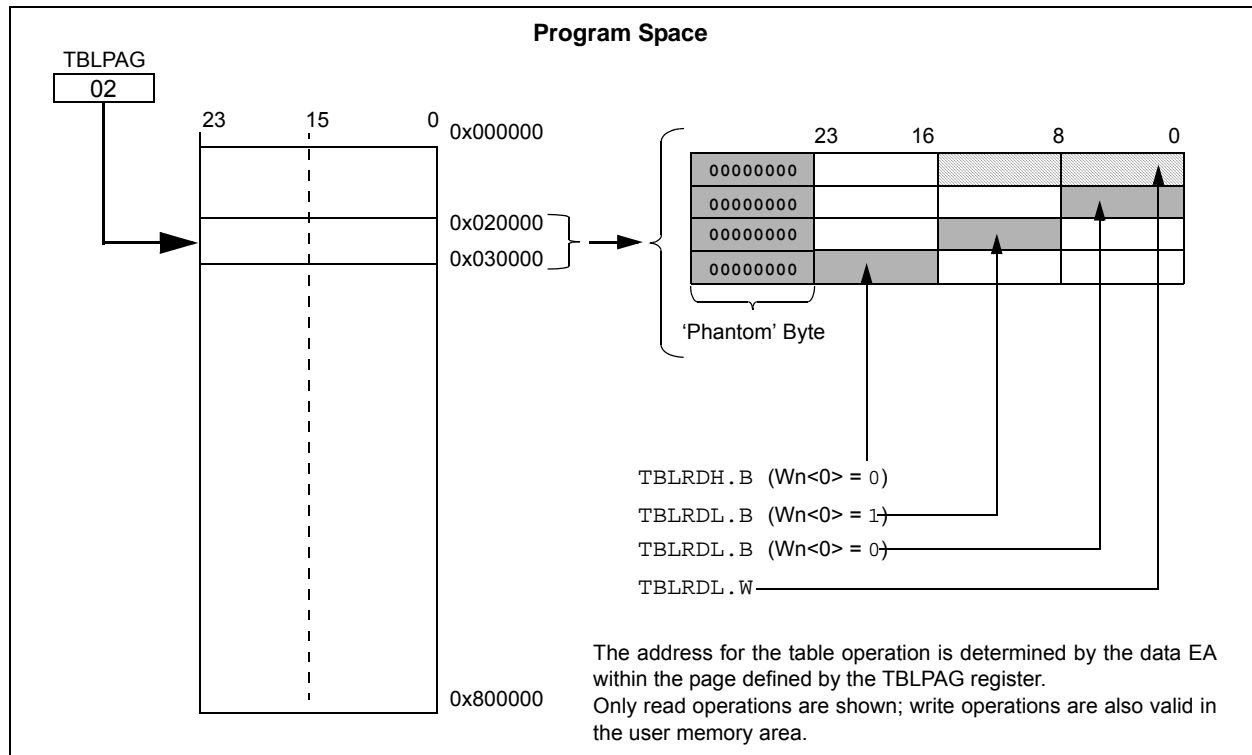 Program Space
TBLPAG
02
23 15 0
0x000000
0x020000
0x030000
0x800000
23 16 8 0
00000000
00000000
00000000
00000000
‘Phantom’ Byte
TBLRDH.B (Wn<0> = 0)
TBLRDL.B (Wn<0> = 1)
TBLRDL.B (Wn<0> = 0)
TBLRDL.W
The address for the table operation is determined by the data EA
within the page defined by the TBLPAG register.
Only read operations are shown; write operations are also valid in
the user memory area.